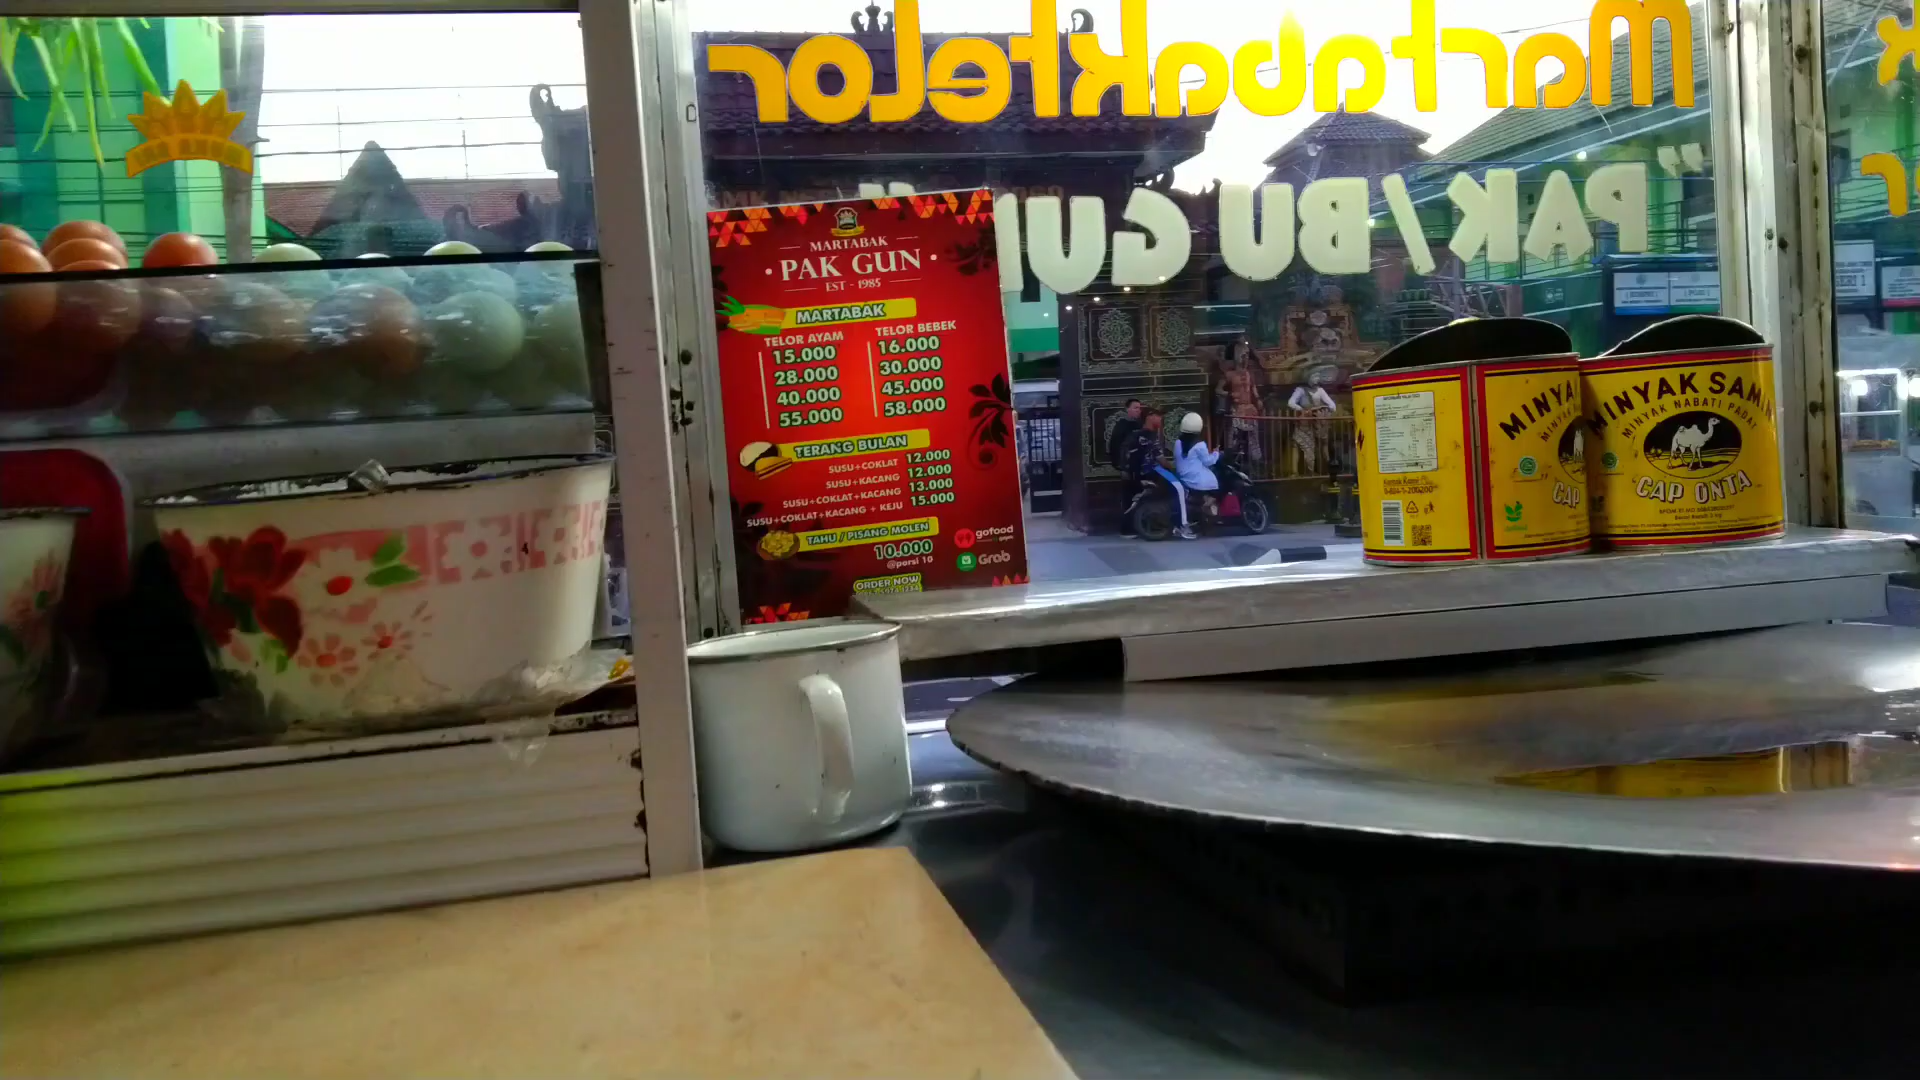 Martabak telor
"PAK / BU GUN"
MARTABAK
PAK GUN
EST - 1985
MARTABAK
TELOR AYAM
15.000
28.000
40.000
55.000
TELOR BEBEK
16.000
30.000
45.000
58.000
TERANG BULAN
SUSU+COKLAT 12.000
SUSU+KACANG 12.000
SUSU+COKLAT+KACANG 13.000
SUSU+COKLAT+KACANG + KEJU 15.000
TAHU / PISANG MOLEN
10.000
@porsi 10
gofood
Grab
ORDER NOW
MINYA
CAP
MINYAK SAMIN
MINYAK NABATI PADAT
CAP ONTA